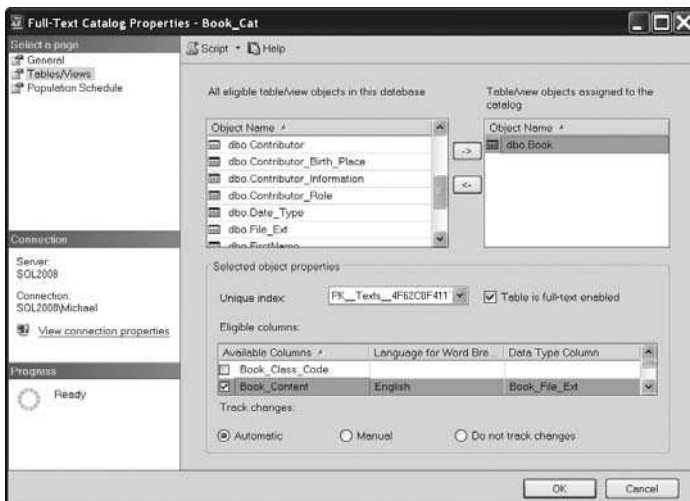 Full-Text Catalog Properties - Book_Cat
Select a page
General
Tables/Views
Population Schedule
Script
Help
All eligible table/view objects in this database
Object Name
dbo.Contributor
dbo.Contributor_Birth_Place
dbo.Contributor_Information
dbo.Contributor_Role
dbo.Date_Type
dbo.File_Ext
dbo.FirstName
->
<-
Table/view objects assigned to the
catalog
Object Name
dbo.Book
Selected object properties
Unique index:
PK__Texts__4F62C0F411
Table is full-text enabled
Eligible columns:
Available Columns
Language for Word Bre...
Data Type Column
Book_Class_Code
Book_Content
English
Book_File_Ext
Track changes:
Automatic
Manual
Do not track changes
Connection
Server:
SQL2008
Connection:
SQL2008\Michael
View connection properties
Progress
Ready
OK
Cancel